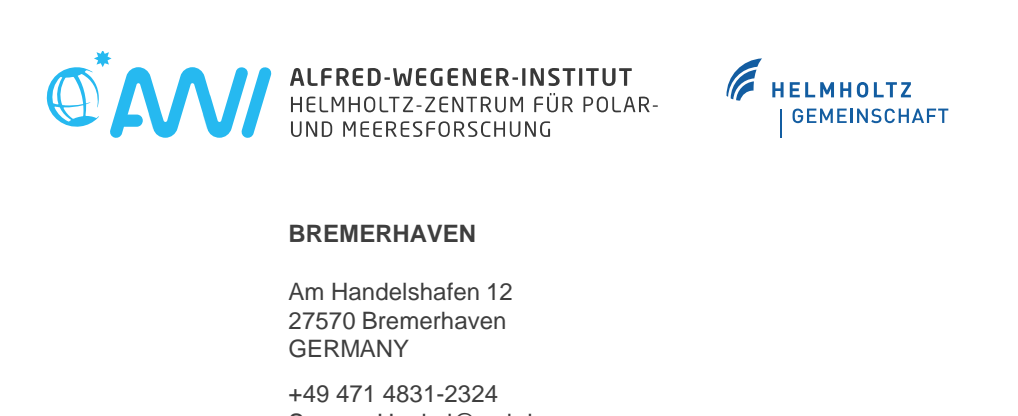 AWI
ALFRED-WEGENER-INSTITUT
HELMHOLTZ-ZENTRUM FÜR POLAR-
UND MEERESFORSCHUNG
HELMHOLTZ
GEMEINSCHAFT
BREMERHAVEN
Am Handelshafen 12
27570 Bremerhaven
GERMANY
+49 471 4831-2324